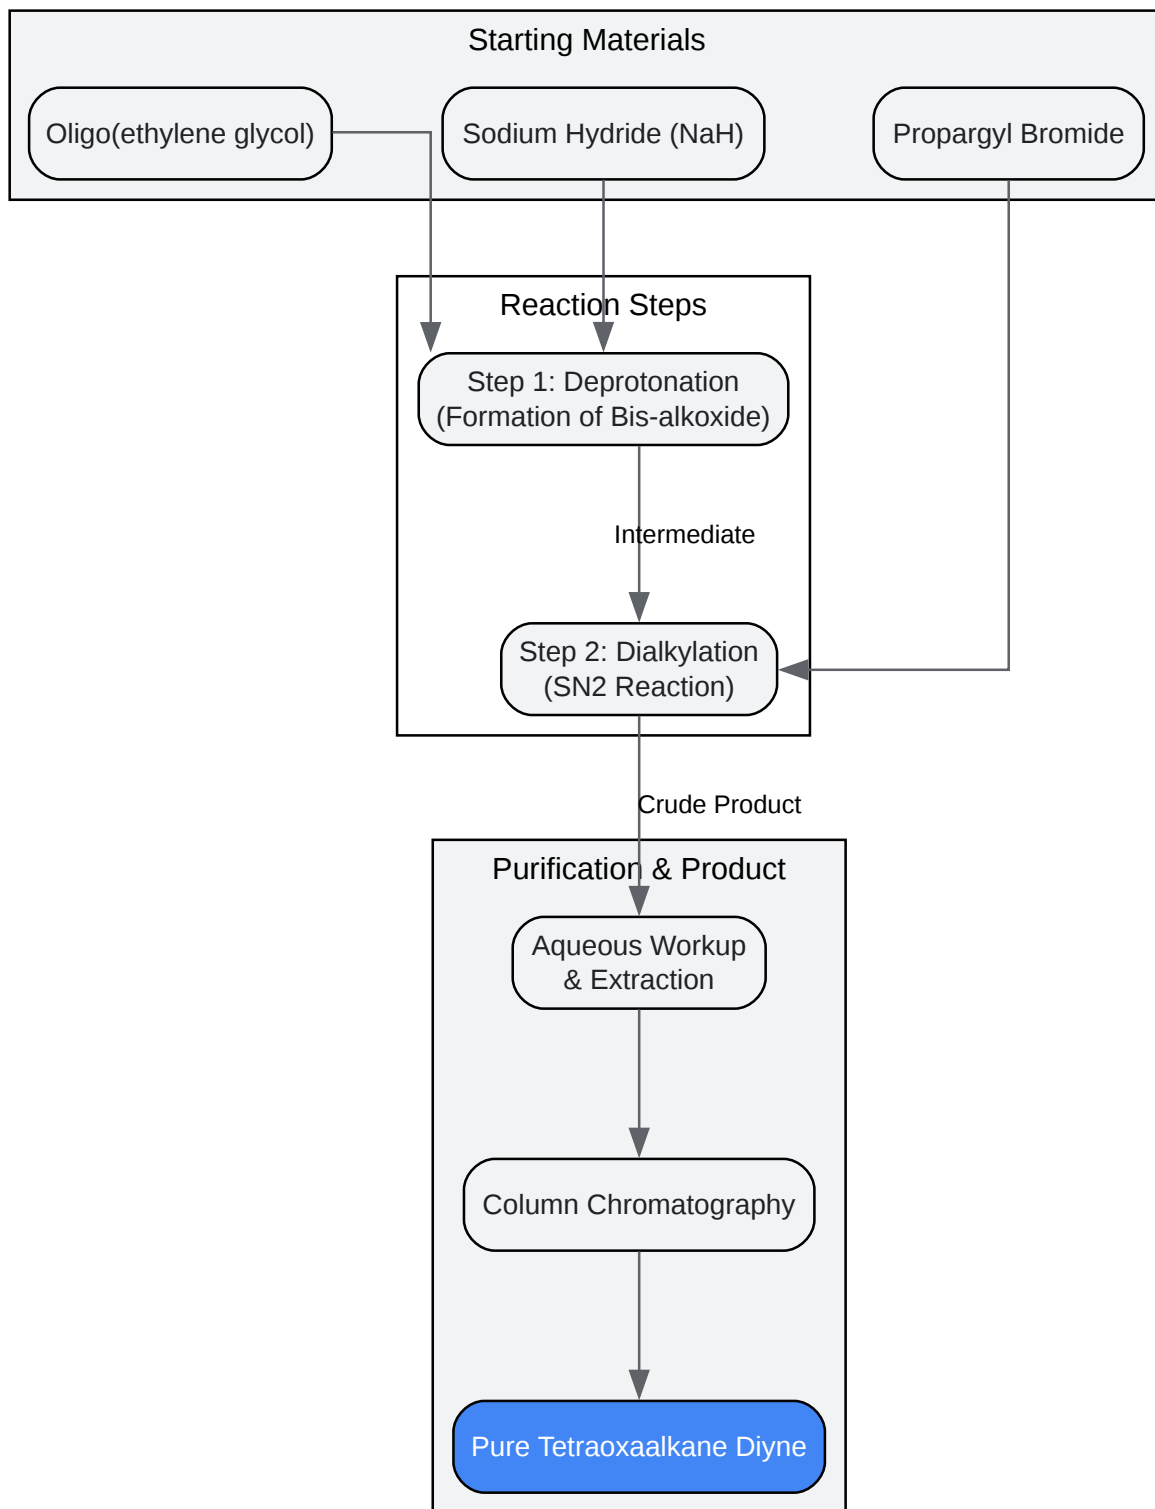 Starting Materials
Oligo(ethylene glycol)
Sodium Hydride (NaH)
Propargyl Bromide
Reaction Steps
Step 1: Deprotonation
(Formation of Bis-alkoxide)
Intermediate
Step 2: Dialkylation
(SN2 Reaction)
Crude Product
Purification & Product
Aqueous Workup
& Extraction
Column Chromatography
Pure Tetraoxaalkane Diyne